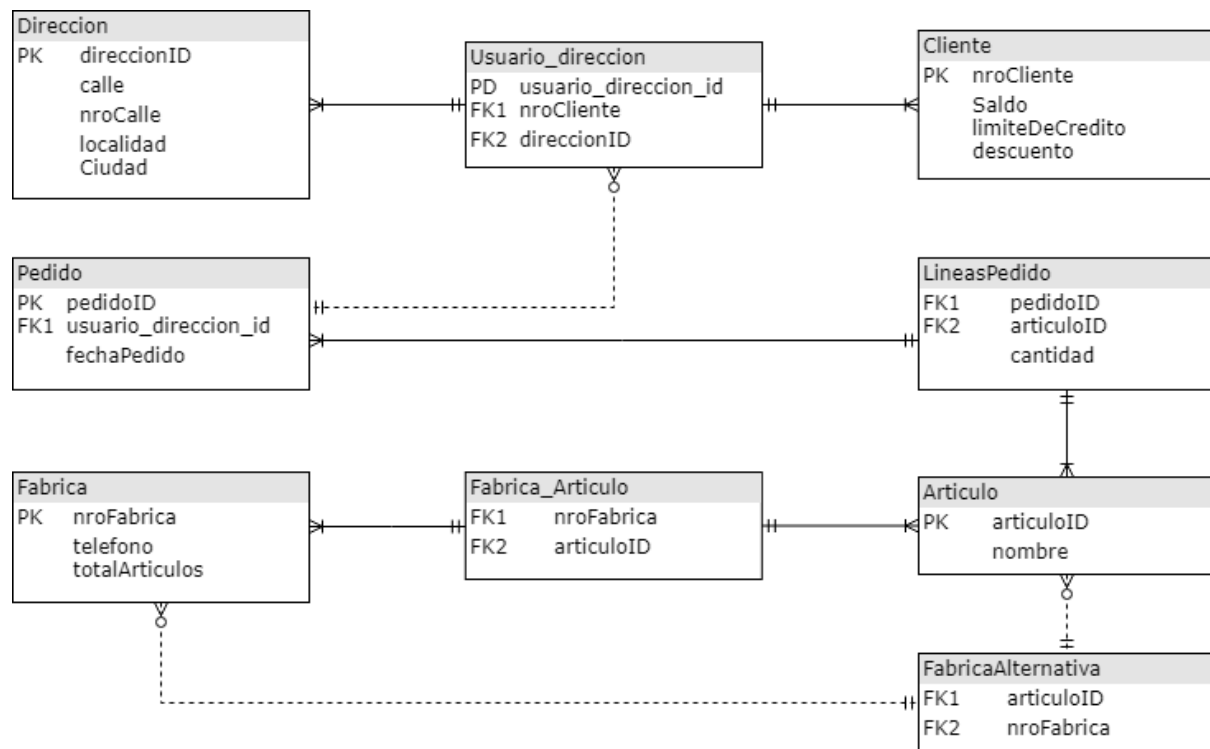 Direccion
PK direccionID
calle
nroCalle
localidad
Ciudad
Usuario_direccion
PD usuario_direccion_id
FK1 nroCliente
FK2 direccionID
Cliente
PK nroCliente
Saldo
limiteDeCredito
descuento
Pedido
PK pedidoID
FK1 usuario_direccion_id
fechaPedido
LineasPedido
FK1 pedidoID
FK2 articuloID
cantidad
Fabrica
PK nroFabrica
telefono
totalArticulos
Fabrica_Articulo
FK1 nroFabrica
FK2 articuloID
Articulo
PK articuloID
nombre
FabricaAlternativa
FK1 articuloID
FK2 nroFabrica